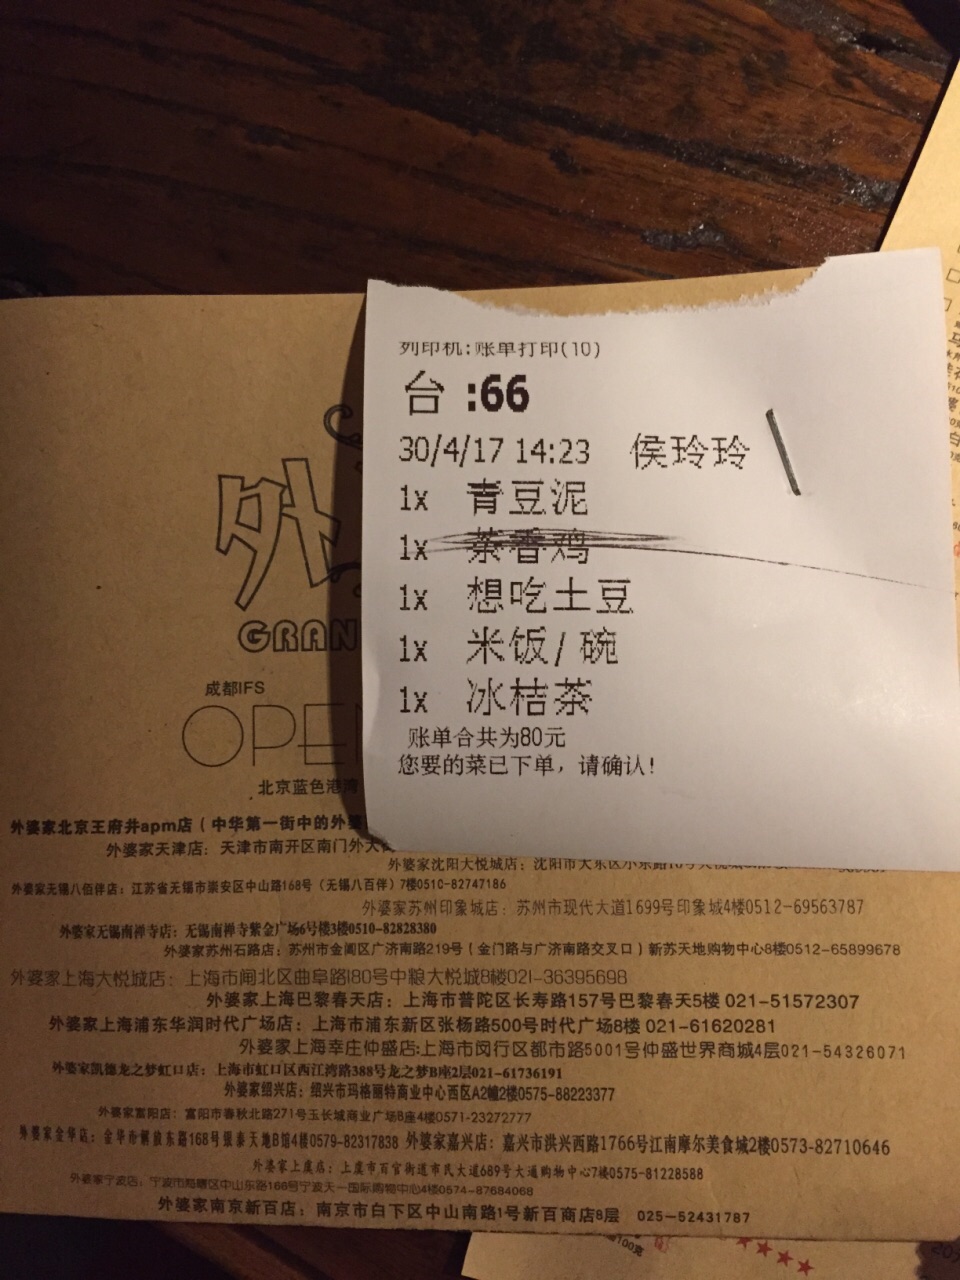 列印机:账单打印(10)
台 :66
30/4/17 14:23 侯玲玲
1x 青豆泥
1x 茶香鸡
1x 想吃土豆
1x 米饭/碗
1x 冰桔茶
账单合共为80元
您要的菜已下单，请确认!
外
GRAN
成都IFS
OPEN
北京蓝色港湾
外婆家北京王府井apm店（中华第一街中的外婆
外婆家天津店：天津市南开区南门外大街
外婆家沈阳大悦城店：沈阳市大东区小东路10号大悦城
外婆家无锡八佰伴店：江苏省无锡市崇安区中山路168号（无锡八百伴）7楼0510-82747186
外婆家苏州印象城店：苏州市现代大道1699号印象城4楼0512-69563787
外婆家无锡南禅寺店：无锡南禅寺紫金广场6号楼3楼0510-82828380
外婆家苏州石路店：苏州市金阊区广济南路219号（金门路与广济南路交叉口）新苏天地购物中心8楼0512-65899678
外婆家上海大悦城店：上海市闸北区曲阜路180号中粮大悦城8楼021-36395698
外婆家上海巴黎春天店：上海市普陀区长寿路157号巴黎春天5楼 021-51572307
外婆家上海浦东华润时代广场店：上海市浦东新区张杨路500号时代广场8楼 021-61620281
外婆家上海莘庄仲盛店:上海市闵行区都市路5001号仲盛世界商城4层021-54326071
外婆家凯德龙之梦虹口店：上海市虹口区西江湾路388号龙之梦B座2层021-61736191
外婆家绍兴店：绍兴市玛格丽特商业中心西区A2幢2楼0575-88223377
外婆家富阳店：富阳市春秋北路271号玉长城商业广场B座4楼0571-23272777
外婆家金华店：金华市解放东路168号银泰天地B馆4楼0579-82317838 外婆家嘉兴店：嘉兴市洪兴西路1766号江南摩尔美食城2楼0573-82710646
外婆家上虞店：上虞市百官街道市民大道689号大通购物中心7楼0575-81228588
外婆家宁波店：宁波市海曙区中山东路166号宁波天一国际购物中心4楼0574-87684068
外婆家南京新百店：南京市白下区中山南路1号新百商店8层 025-52431787